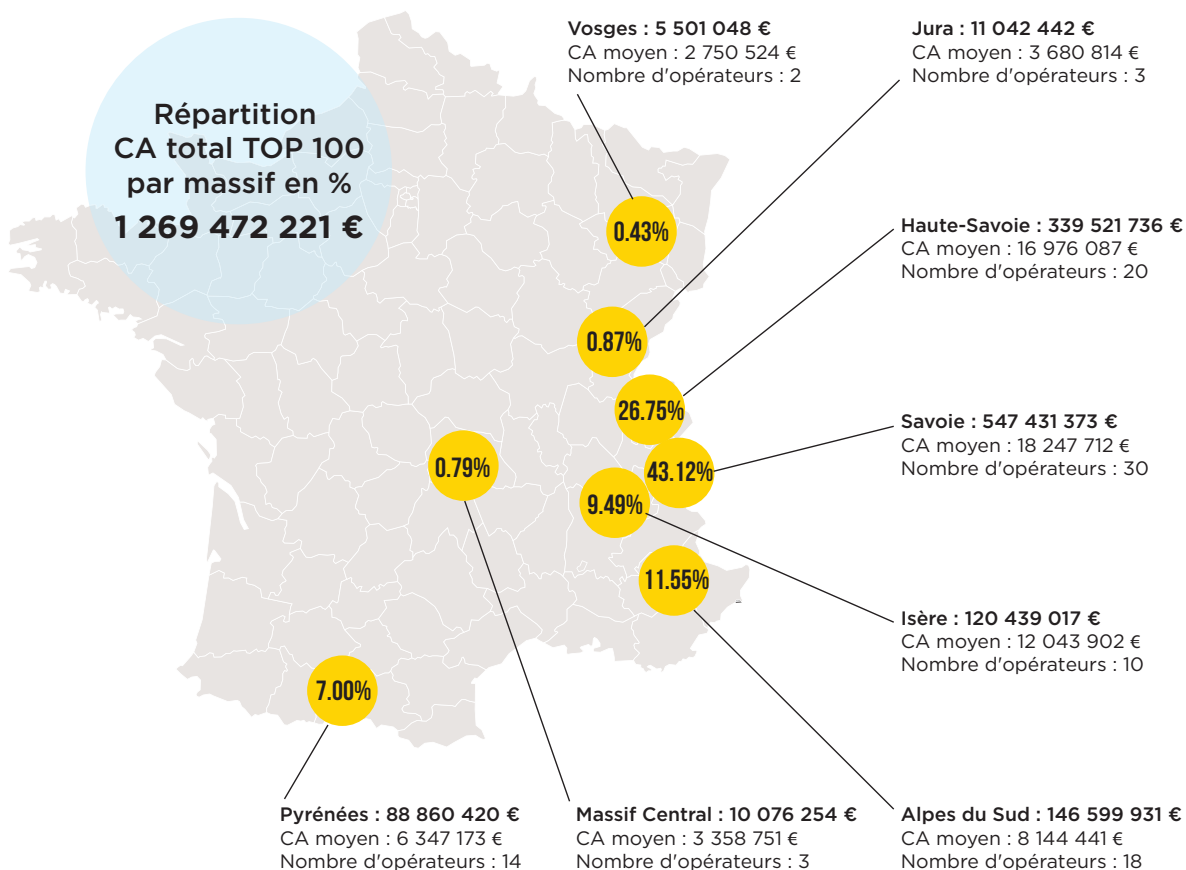 Répartition
CA total TOP 100
par massif en %
1 269 472 221 €
Vosges : 5 501 048 €
CA moyen : 2 750 524 €
Nombre d'opérateurs : 2
Jura : 11 042 442 €
CA moyen : 3 680 814 €
Nombre d'opérateurs : 3
0.43%
Haute-Savoie : 339 521 736 €
CA moyen : 16 976 087 €
Nombre d'opérateurs : 20
0.87%
26.75%
Savoie : 547 431 373 €
CA moyen : 18 247 712 €
Nombre d'opérateurs : 30
0.79%
43.12%
9.49%
11.55%
Isère : 120 439 017 €
CA moyen : 12 043 902 €
Nombre d'opérateurs : 10
7.00%
Pyrénées : 88 860 420 €
CA moyen : 6 347 173 €
Nombre d'opérateurs : 14
Massif Central : 10 076 254 €
CA moyen : 3 358 751 €
Nombre d'opérateurs : 3
Alpes du Sud : 146 599 931 €
CA moyen : 8 144 441 €
Nombre d'opérateurs : 18